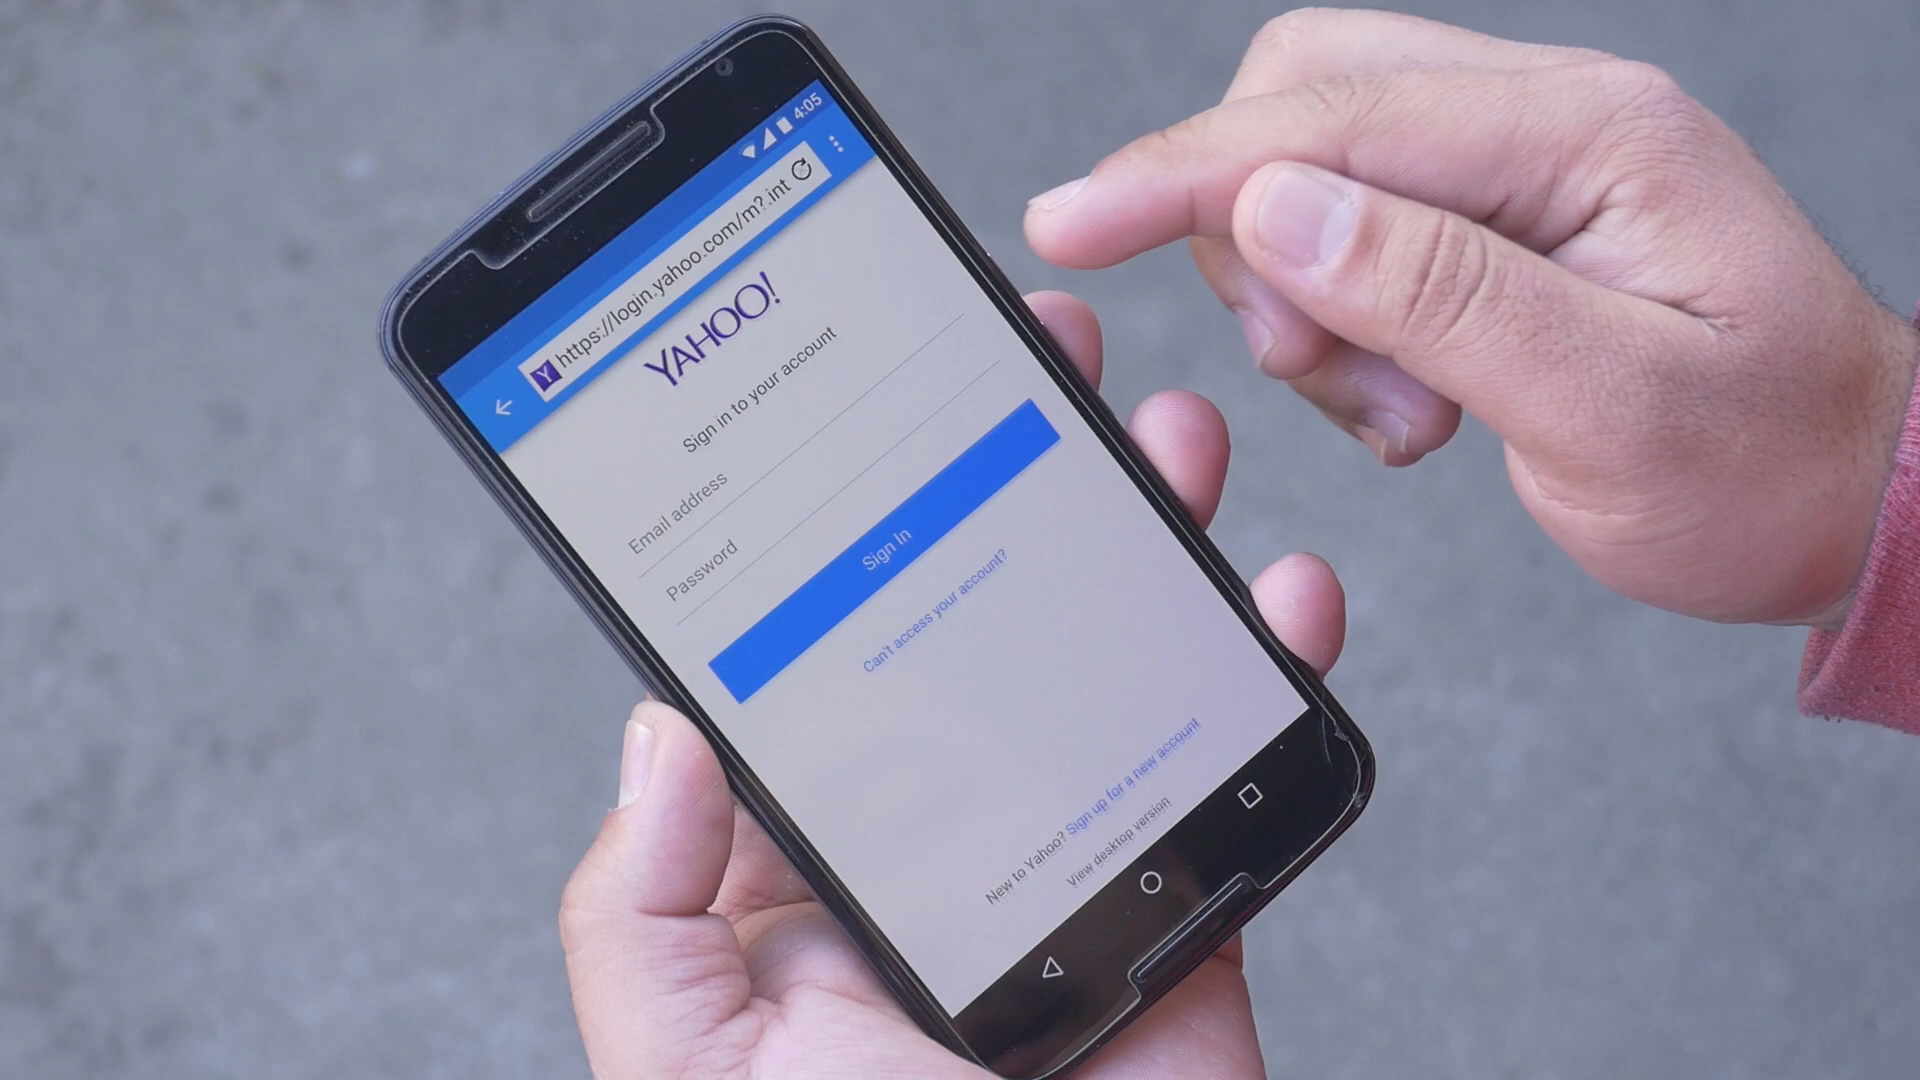 4:05
Y https://login.yahoo.com/m?.int
YAHOO!
Sign in to your account
Email address
Password
Sign In
Can't access your account?
New to Yahoo? Sign up for a new account
View desktop version